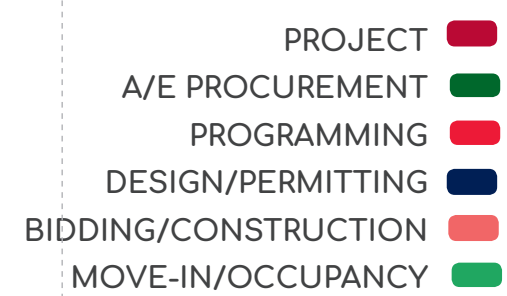 PROJECT
A/E PROCUREMENT
PROGRAMMING
DESIGN/PERMITTING
BIDDING/CONSTRUCTION
MOVE-IN/OCCUPANCY